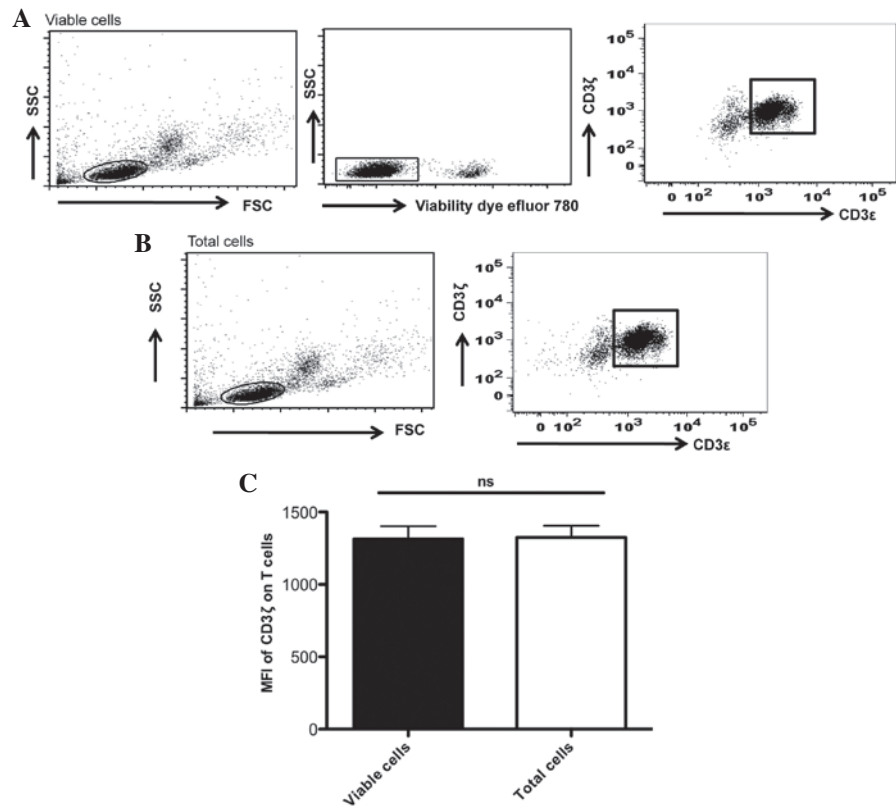 A
Viable cells
SSC
FSC
SSC
Viability dye efluor 780
CD3ζ
10⁵
10⁴
10³
10²
0
0 10² 10³ 10⁴ 10⁵
CD3ε
B
Total cells
SSC
FSC
CD3ζ
10⁵
10⁴
10³
10²
0
0 10² 10³ 10⁴ 10⁵
CD3ε
C
ns
MFI of CD3ζ on T cells
1500
1000
500
0
Viable cells
Total cells